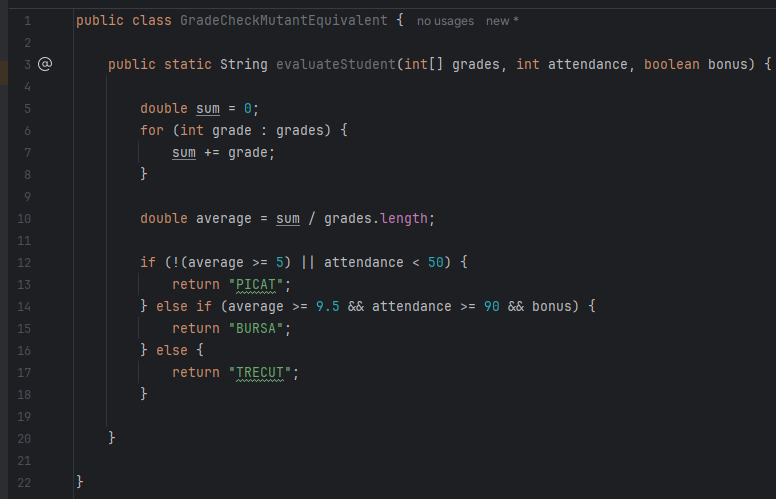 1 public class GradeCheckMutantEquivalent { no usages new *
2
3 @ public static String evaluateStudent(int[] grades, int attendance, boolean bonus) {
4
5 double sum = 0;
6 for (int grade : grades) {
7 sum += grade;
8 }
9
10 double average = sum / grades.length;
11
12 if (!(average >= 5) || attendance < 50) {
13 return "PICAT";
14 } else if (average >= 9.5 && attendance >= 90 && bonus) {
15 return "BURSA";
16 } else {
17 return "TRECUT";
18 }
19
20 }
21
22 }